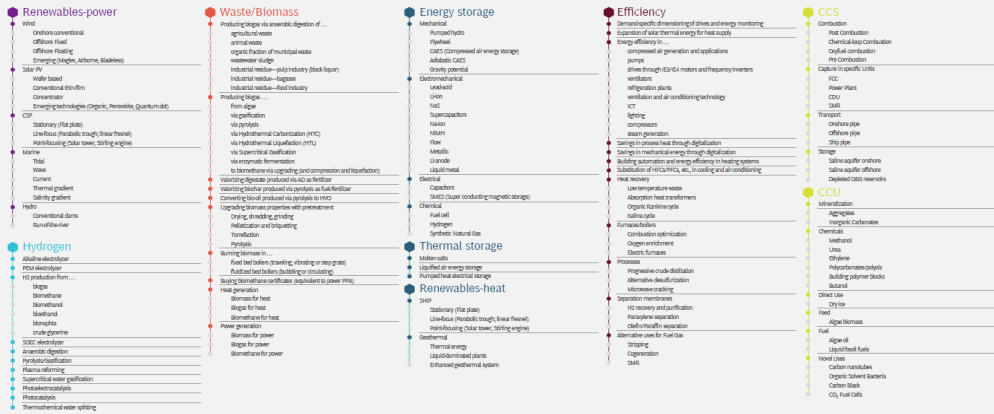 Renewables-power
Wind
Onshore conventional
Offshore Fixed
Offshore Floating
Emerging (Maglev, Airborne, Bladeless)
Solar PV
Wafer based
Conventional thin-film
Concentrator
Emerging technologies (Organic, Perovskite, Quantum dot)
CSP
Stationary (Flat plate)
Line-focus (Parabolic trough; linear fresnel)
Point-focusing (Solar tower, Stirling engine)
Marine
Tidal
Wave
Current
Thermal gradient
Salinity gradient
Hydro
Conventional dams
Run-of-the-river
Hydrogen
Alkaline electrolyzer
PEM electrolyzer
H2 production from ...
biogas
biomethane
biomethanol
bioethanol
bionaphta
crude glycerine
SOEC electrolyzer
Anaerobic digestion
Pyrolysis/Gasification
Plasma reforming
Supercritical water gasification
Photoelectrocatalysis
Photocatalysis
Thermochemical water splitting
Waste/Biomass
Producing biogas via anaerobic digestion of ...
agricultural waste
animal waste
organic fraction of municipal waste
wastewater sludge
Industrial residue—pulp industry (black liquor)
Industrial residue—bagasse
Industrial residue—food industry
Producing biogas ...
from algae
via gasification
via pyrolysis
via Hydrothermal Carbonization (HTC)
via Hydrothermal Liquefaction (HTL)
via Supercritical Gasification
via enzymatic fermentation
to biomethane via upgrading (and compression and liquefaction)
Valorizing digestate produced via AD as fertilizer
Valorizing biochar produced via pyrolysis as fuel/fertilizer
Converting bio-oil produced via pyrolysis to HVO
Upgrading biomass properties with pretreatment
Drying, shredding, grinding
Pelletization and briquetting
Torrefaction
Pyrolysis
Burning biomass in ...
fixed bed boilers (traveling, vibrating or step grate)
fluidized bed boilers (bubbling or circulating)
Buying biomethane certificates (equivalent to power PPA)
Heat generation
Biomass for heat
Biogas for heat
Biomethane for heat
Power generation
Biomass for power
Biogas for power
Biomethane for power
Energy storage
Mechanical
Pumped hydro
Flywheel
CAES (Compressed air energy storage)
Adiabatic CAES
Gravity potential
Electromechanical
Lead-acid
Li-ion
NaS
Supercapacitors
Na-ion
NiMH
Flow
Metallic
Li-anode
Liquid metal
Electrical
Capacitors
SMES (Super conducting magnetic storage)
Chemical
Fuel cell
Hydrogen
Synthetic Natural Gas
Thermal storage
Molten salts
Liquified air energy storage
Pumped heat electrical storage
Renewables-heat
SHIP
Stationary (Flat plate)
Line-focus (Parabolic trough; linear fresnel)
Point-focusing (Solar tower, Stirling engine)
Geothermal
Thermal energy
Liquid-dominated plants
Enhanced geothermal system
Efficiency
Demand-specific dimensioning of drives and energy monitoring
Expansion of solar thermal energy for heat supply
Energy efficiency in ...
compressed air generation and applications
pumps
drives through IE3/IE4 motors and frequency inverters
ventilators
refrigeration plants
ventilation and air conditioning technology
ICT
lighting
compressors
steam generation
Savings in process heat through digitalization
Savings in mechanical energy through digitalization
Building automation and energy efficiency in heating systems
Substitution of HFCs/PFCs, etc., in cooling and air conditioning
Heat recovery
Low temperature waste
Absorption heat transformers
Organic Rankine cycle
Kalina cycle
Furnaces/boilers
Combustion optimization
Oxygen enrichment
Electric furnaces
Processes
Progressive crude distillation
Alternative desulfurization
Microwave cracking
Separation membranes
H2 recovery and purification
Paraxylene separation
Olefin/Paraffin separation
Alternative uses for Fuel Gas
Stripping
Cogeneration
SMR
CCS
Combustion
Post Combustion
Chemical-loop Combustion
Oxyfuel combustion
Pre Combustion
Capture in specific Units
FCC
Power Plant
CDU
SMR
Transport
Onshore pipe
Offshore pipe
Ship pipe
Storage
Saline aquifer onshore
Saline aquifer offshore
Depleted O&G reservoirs
CCU
Mineralization
Aggregates
Inorganic Carbonates
Chemicals
Methanol
Urea
Ethylene
Polycarbonates/polyols
Building polymer blocks
Butanol
Direct Use
Dry ice
Feed
Algae biomass
Fuel
Algae oil
Liquid fossil fuels
Novel Uses
Carbon nanotubes
Organic Solvent Bacteria
Carbon Black
CO₂ Fuel Cells